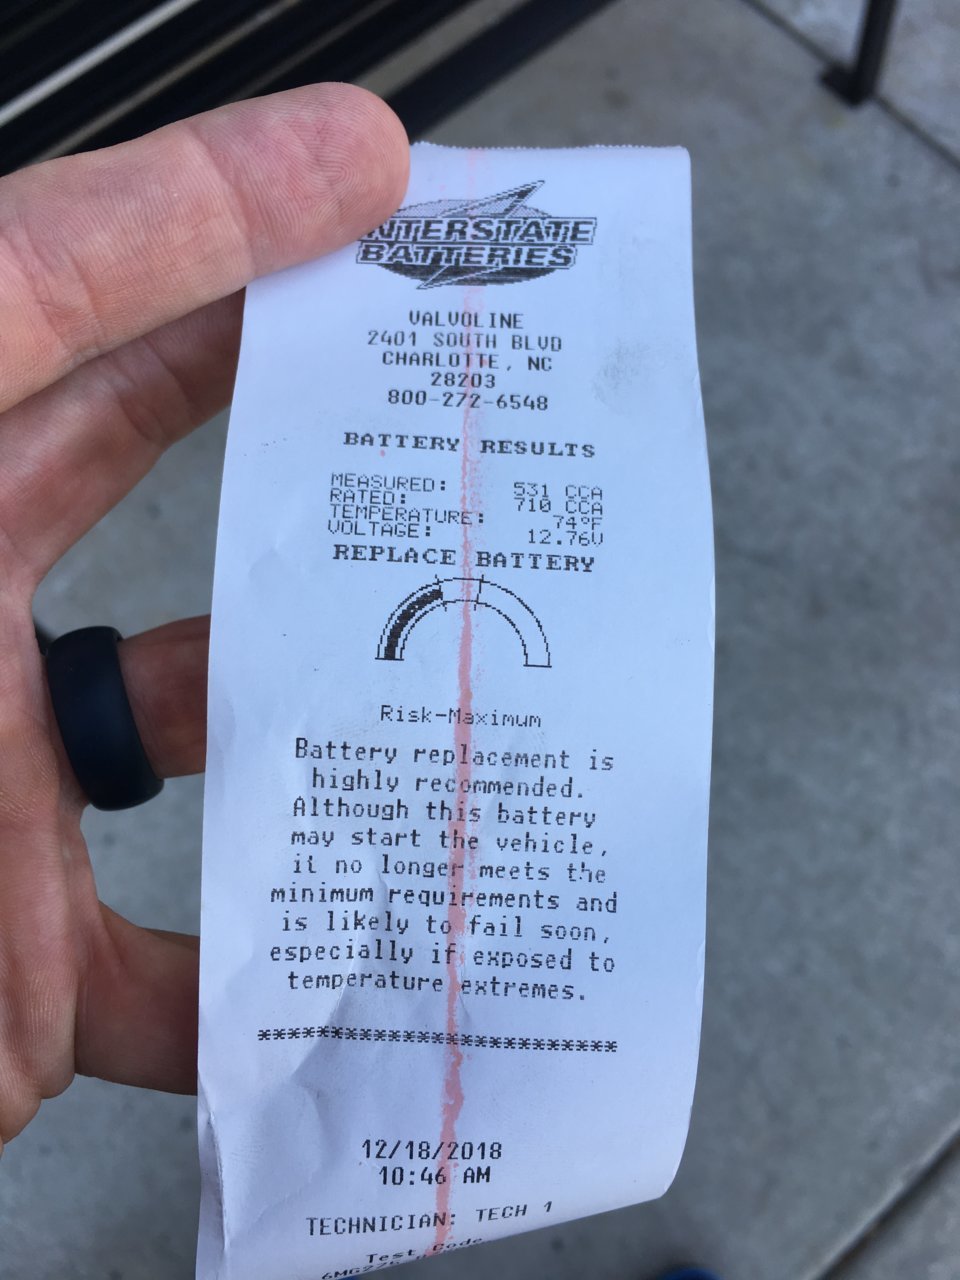 INTERSTATE
BATTERIES
VALVOLINE
2401 SOUTH BLVD
CHARLOTTE, NC
28203
800-272-6548
BATTERY RESULTS
MEASURED: 531 CCA
RATED: 710 CCA
TEMPERATURE: 74°F
VOLTAGE: 12.76V
REPLACE BATTERY
Risk-Maximum
Battery replacement is
highly recommended.
Although this battery
may start the vehicle,
it no longer meets the
minimum requirements and
is likely to fail soon,
especially if exposed to
temperature extremes.
************************
12/18/2018
10:46 AM
TECHNICIAN: TECH 1
Test Code